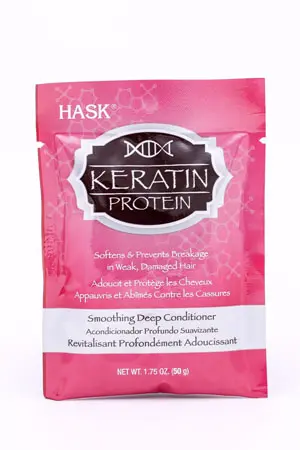 HASK®
KERATIN
PROTEIN
Softens & Prevents Breakage
in Weak, Damaged Hair
Adoucit et Protège les Cheveux
Appauvris et Abîmés Contre les Cassures
Smoothing Deep Conditioner
Acondicionador Profundo Suavizante
Revitalisant Profondément Adoucissant
NET WT. 1.75 OZ. (50 g)